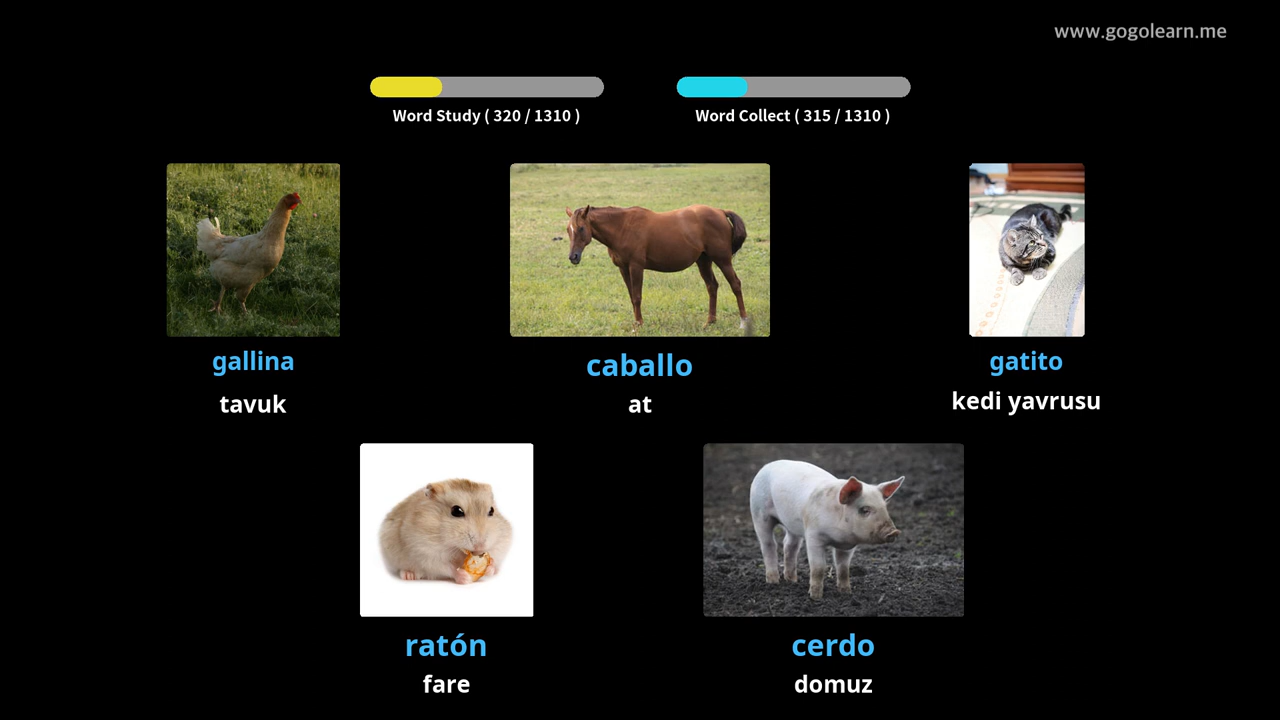 www.gogolearn.me
Word Study ( 320 / 1310 )
Word Collect ( 315 / 1310 )
gallina
tavuk
caballo
at
gatito
kedi yavrusu
ratón
fare
cerdo
domuz